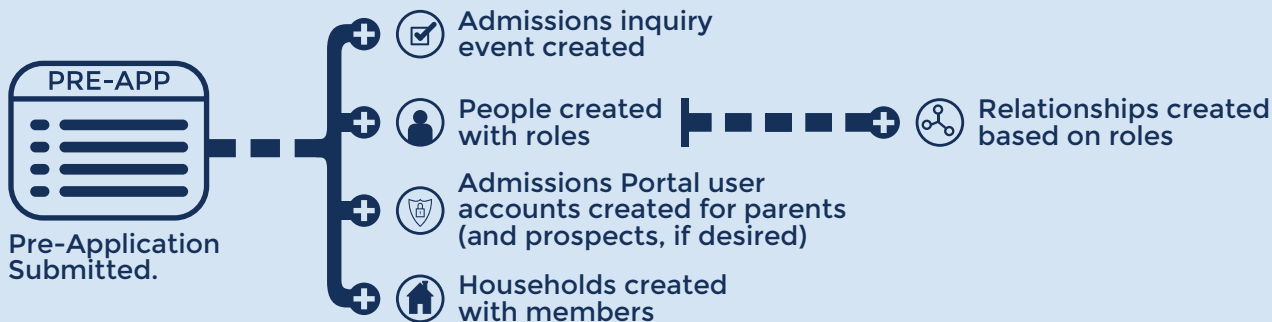 PRE-APP
Pre-Application
Submitted.
Admissions inquiry
event created
People created
with roles
Relationships created
based on roles
Admissions Portal user
accounts created for parents
(and prospects, if desired)
Households created
with members